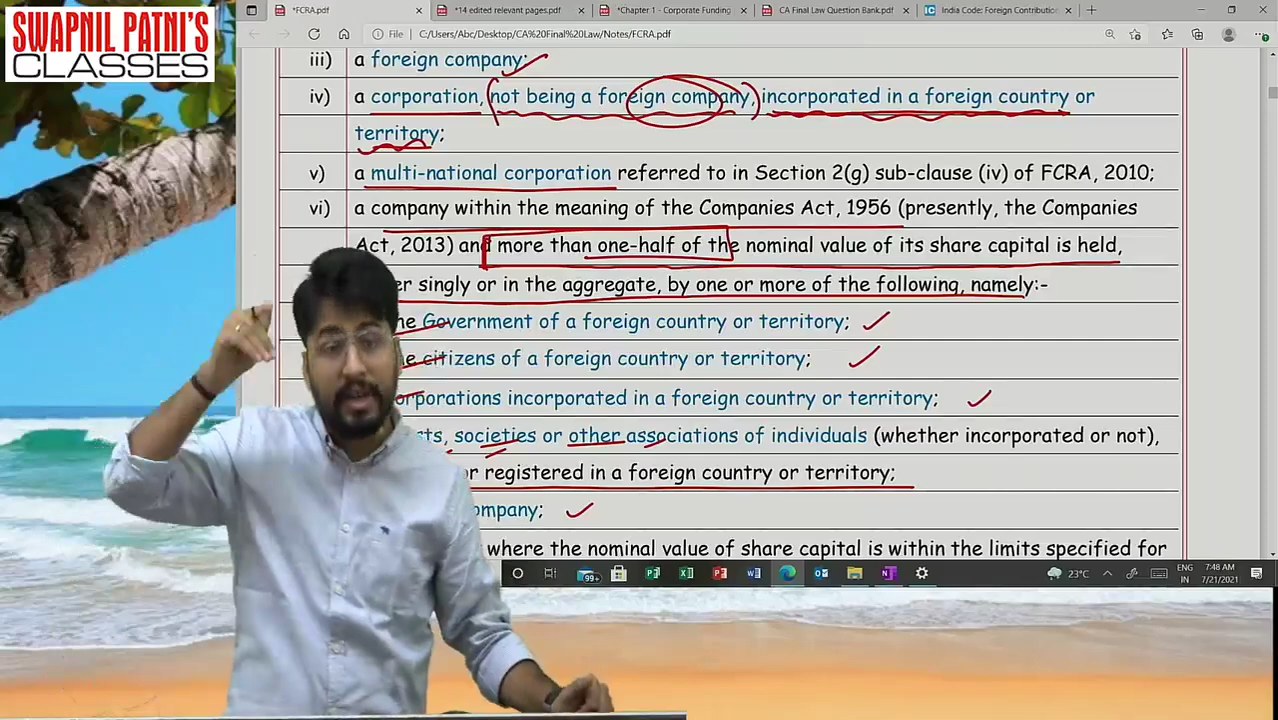 SWAPNIL PATNI'S
CLASSES
*FCRA.pdf
*14 edited relevant pages.pdf
*Chapter 1 - Corporate Funding
CA Final Law Question Bank.pdf
India Code: Foreign Contribution
File
C:/Users/Abc/Desktop/CA%20Final%20Law/Notes/FCRA.pdf
iii) a foreign company;
iv) a corporation, (not being a foreign company) incorporated in a foreign country or
territory;
v) a multi-national corporation referred to in Section 2(g) sub-clause (iv) of FCRA, 2010;
vi) a company within the meaning of the Companies Act, 1956 (presently, the Companies
Act, 2013) and more than one-half of the nominal value of its share capital is held,
er singly or in the aggregate, by one or more of the following, namely:-
he Government of a foreign country or territory;
e citizens of a foreign country or territory;
orporations incorporated in a foreign country or territory;
sts, societies or other associations of individuals (whether incorporated or not),
or registered in a foreign country or territory;
ompany;
where the nominal value of share capital is within the limits specified for
99+
23°C
ENG
IN
7:48 AM
7/21/2021